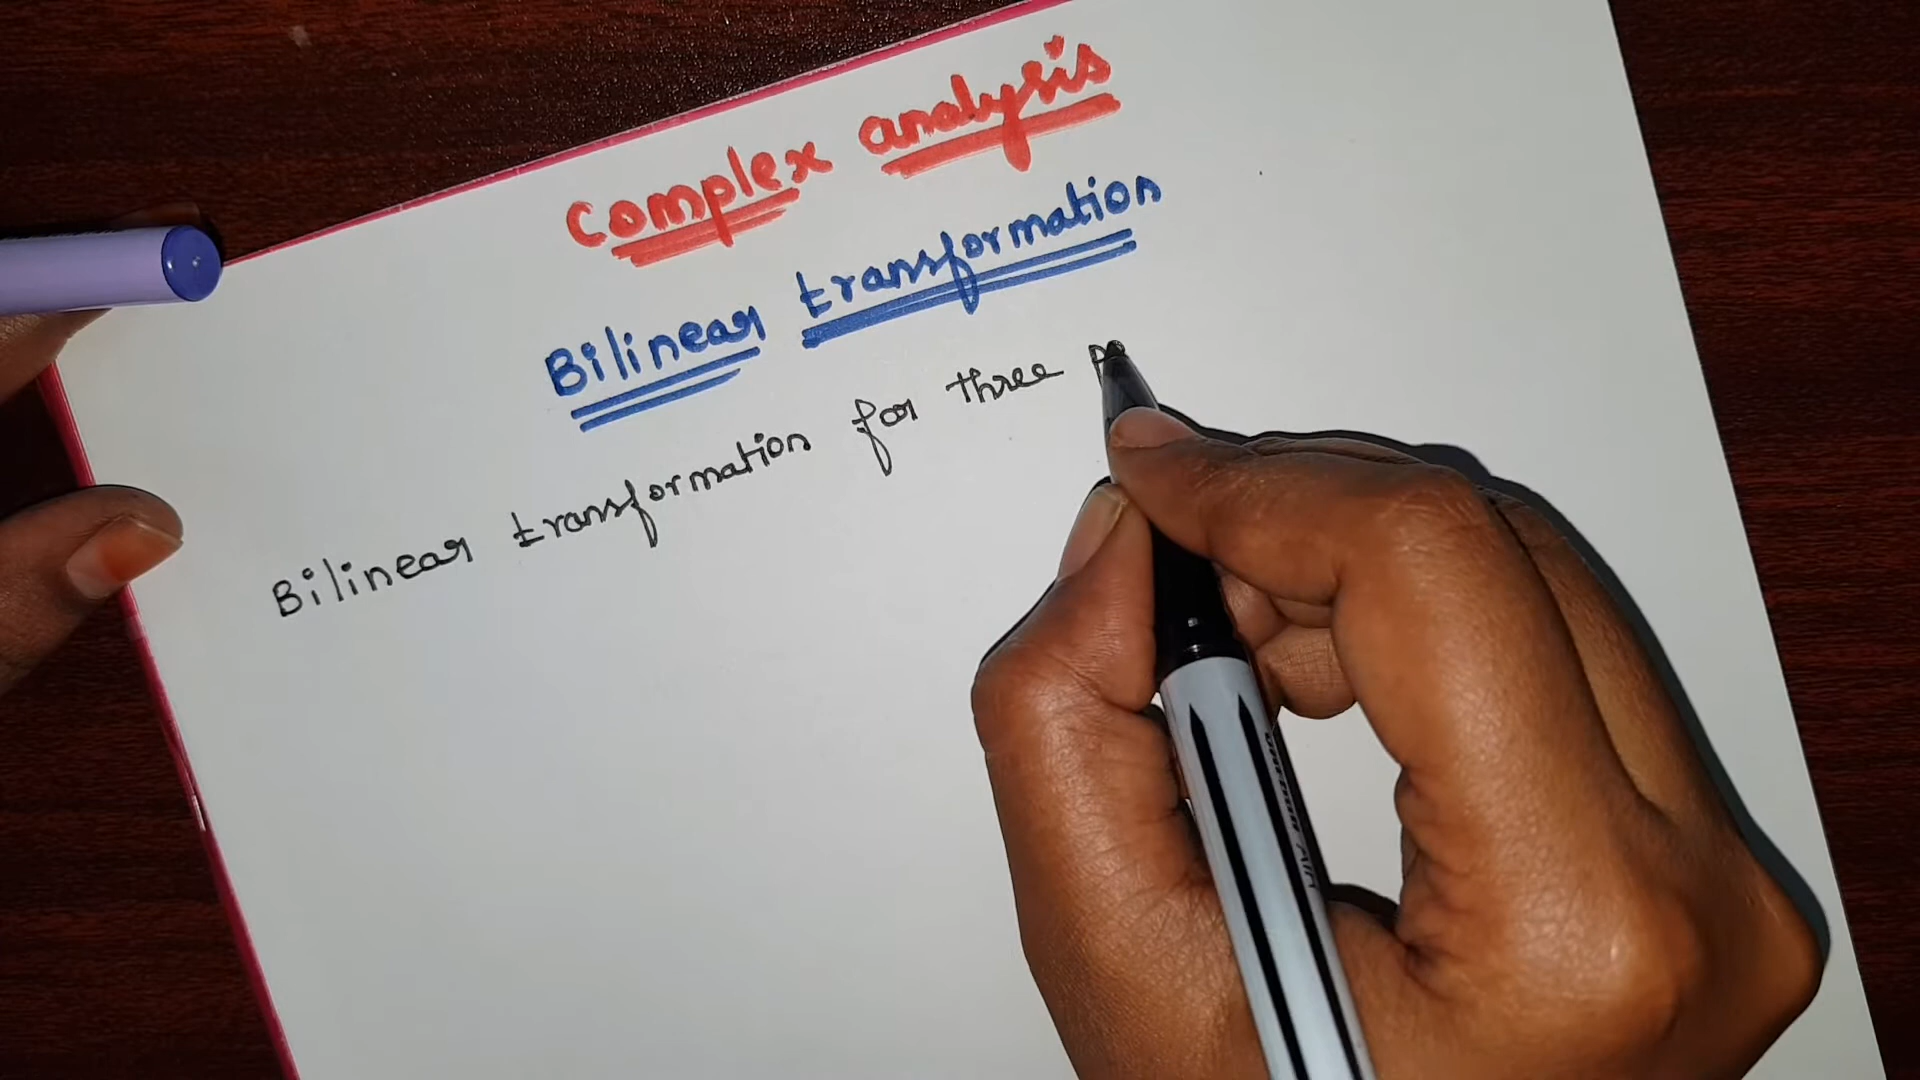 Complex analysis
Bilinear transformation
Bilinear transformation for three